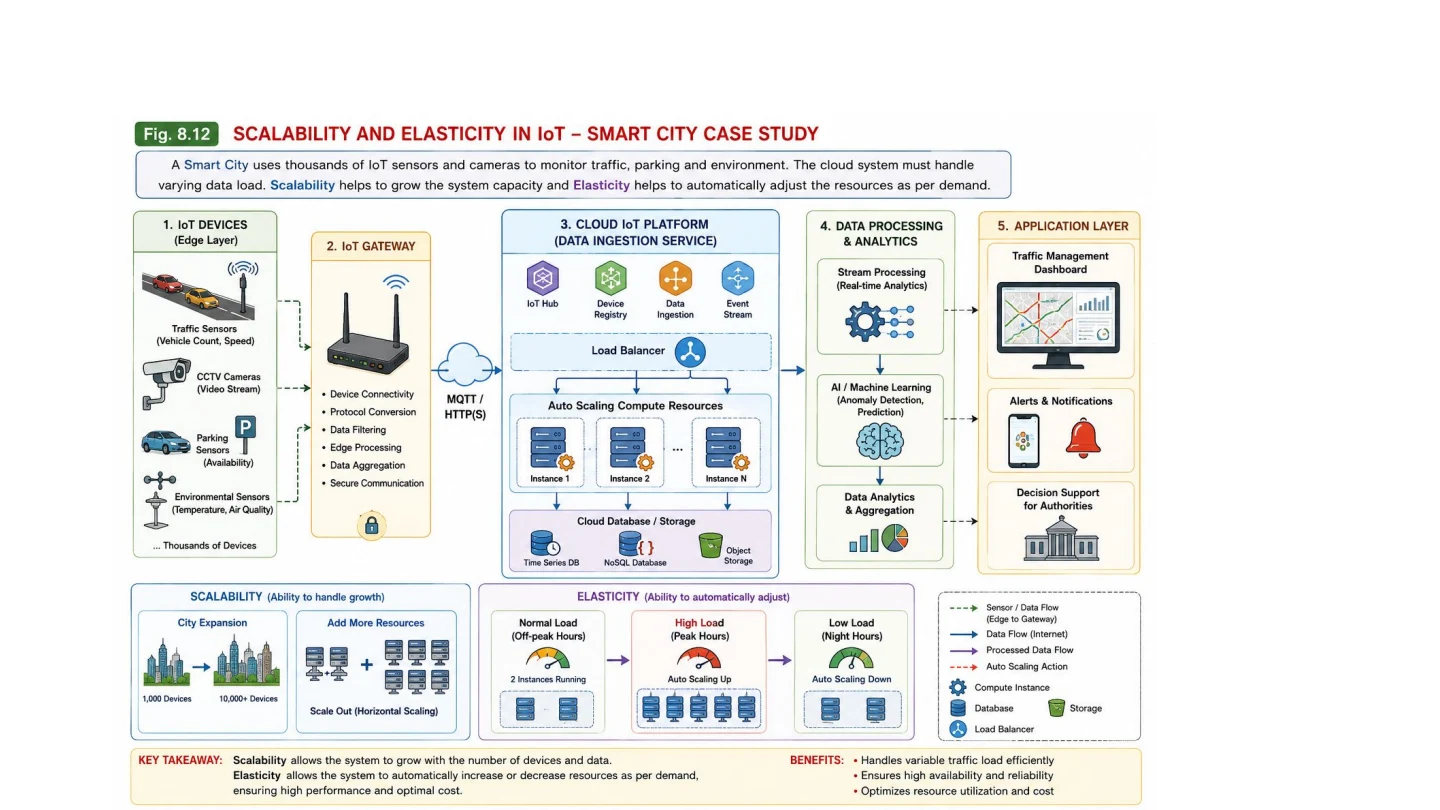 Fig. 8.12 SCALABILITY AND ELASTICITY IN IoT – SMART CITY CASE STUDY
A Smart City uses thousands of IoT sensors and cameras to monitor traffic, parking and environment. The cloud system must handle
varying data load. Scalability helps to grow the system capacity and Elasticity helps to automatically adjust the resources as per demand.
1. IoT DEVICES
(Edge Layer)
Traffic Sensors
(Vehicle Count, Speed)
CCTV Cameras
(Video Stream)
P
Parking
Sensors
(Availability)
Environmental Sensors
(Temperature, Air Quality)
... Thousands of Devices
2. IoT GATEWAY
• Device Connectivity
• Protocol Conversion
• Data Filtering
• Edge Processing
• Data Aggregation
• Secure Communication
MQTT /
HTTP(S)
3. CLOUD IoT PLATFORM
(DATA INGESTION SERVICE)
IoT Hub
Device
Registry
Data
Ingestion
Event
Stream
Load Balancer
Auto Scaling Compute Resources
Instance 1
Instance 2
...
Instance N
Cloud Database / Storage
Time Series DB
{ }
NoSQL Database
Object
Storage
4. DATA PROCESSING
& ANALYTICS
Stream Processing
(Real-time Analytics)
AI / Machine Learning
(Anomaly Detection,
Prediction)
Data Analytics
& Aggregation
5. APPLICATION LAYER
Traffic Management
Dashboard
Alerts & Notifications
Decision Support
for Authorities
SCALABILITY (Ability to handle growth)
City Expansion
1,000 Devices
10,000+ Devices
Add More Resources
+
Scale Out (Horizontal Scaling)
ELASTICITY (Ability to automatically adjust)
Normal Load
(Off-peak Hours)
2 Instances Running
High Load
(Peak Hours)
Auto Scaling Up
Low Load
(Night Hours)
Auto Scaling Down
Sensor / Data Flow
(Edge to Gateway)
Data Flow (Internet)
Processed Data Flow
Auto Scaling Action
Compute Instance
Database
Storage
Load Balancer
KEY TAKEAWAY: Scalability allows the system to grow with the number of devices and data.
Elasticity allows the system to automatically increase or decrease resources as per demand,
ensuring high performance and optimal cost.
BENEFITS: • Handles variable traffic load efficiently
• Ensures high availability and reliability
• Optimizes resource utilization and cost